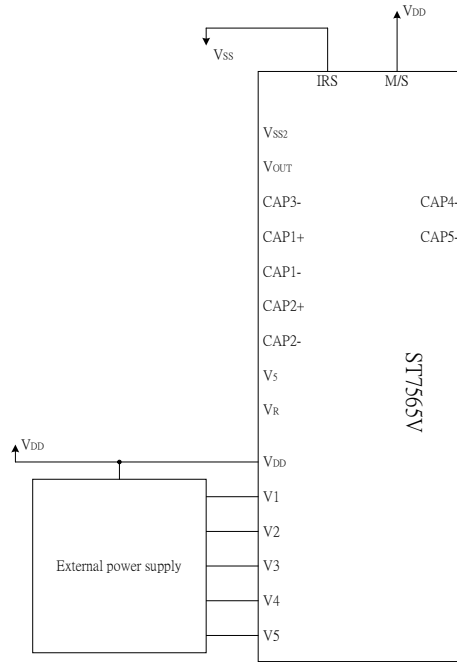 VDD
VSS
IRS M/S
VSS2
VOUT
CAP3- CAP4-
CAP1+ CAP5-
CAP1-
CAP2+
CAP2-
V5
VR
ST7565V
VDD
VDD
V1
V2
External power supply
V3
V4
V5